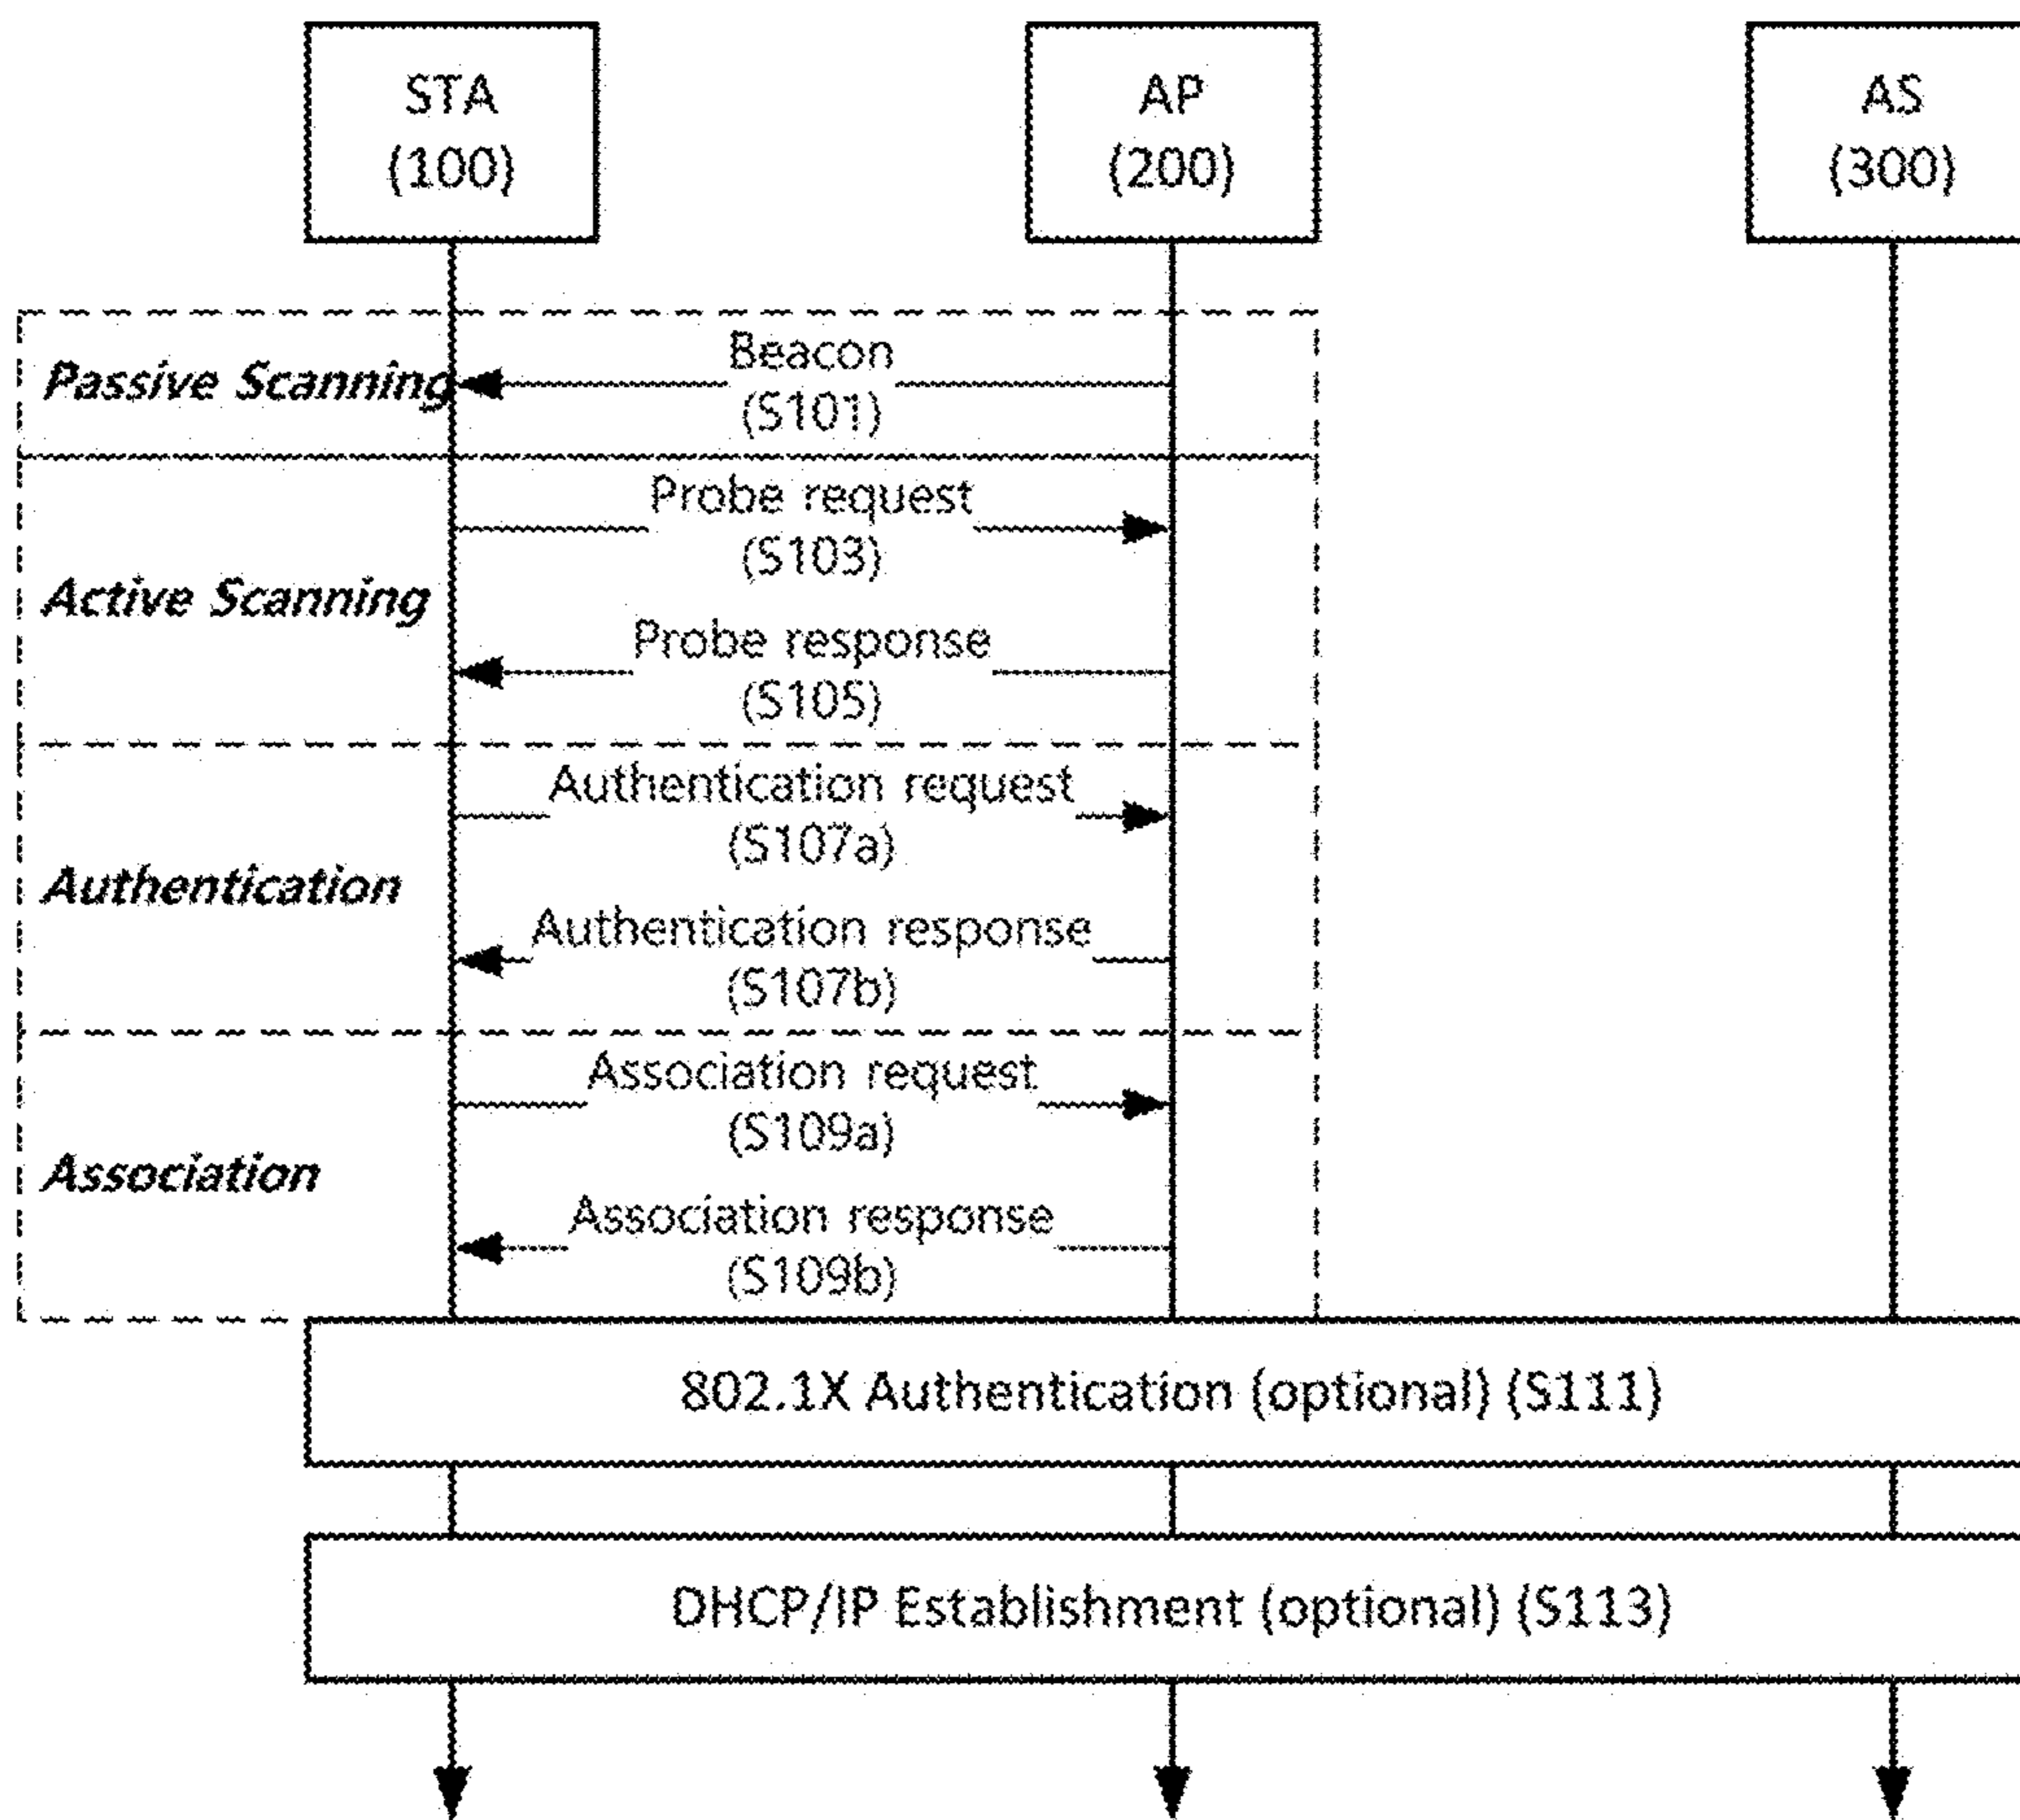 STA
(100)
AP
(200)
AS
(300)
Passive Scanning
Beacon
(S101)
Active Scanning
Probe request
(S103)
Probe response
(S105)
Authentication
Authentication request
(S107a)
Authentication response
(S107b)
Association
Association request
(S109a)
Association response
(S109b)
802.1X Authentication (optional) (S111)
DHCP/IP Establishment (optional) (S113)